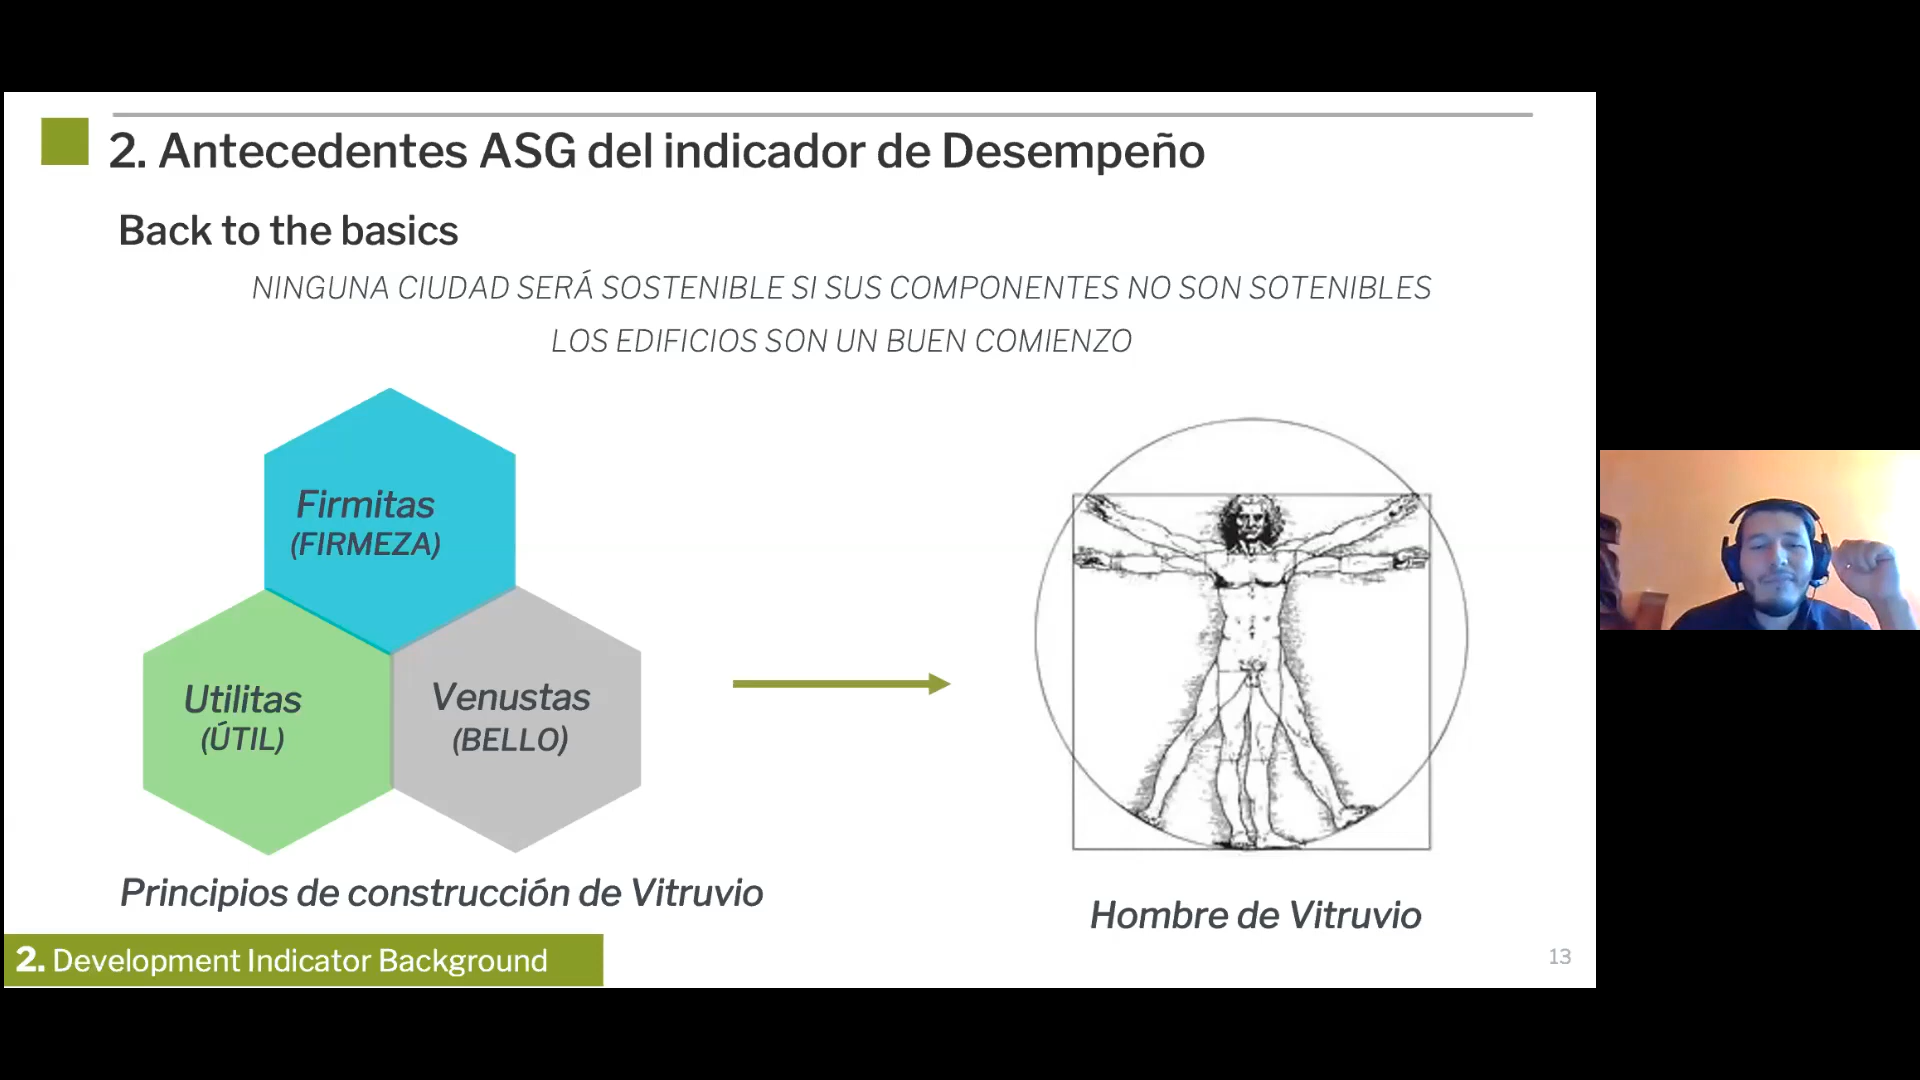 2. Antecedentes ASG del indicador de Desempeño
Back to the basics
NINGUNA CIUDAD SERÁ SOSTENIBLE SI SUS COMPONENTES NO SON SOTENIBLES
LOS EDIFICIOS SON UN BUEN COMIENZO
Firmitas
(FIRMEZA)
Utilitas
(ÚTIL)
Venustas
(BELLO)
Principios de construcción de Vitruvio
Hombre de Vitruvio
2. Development Indicator Background
13